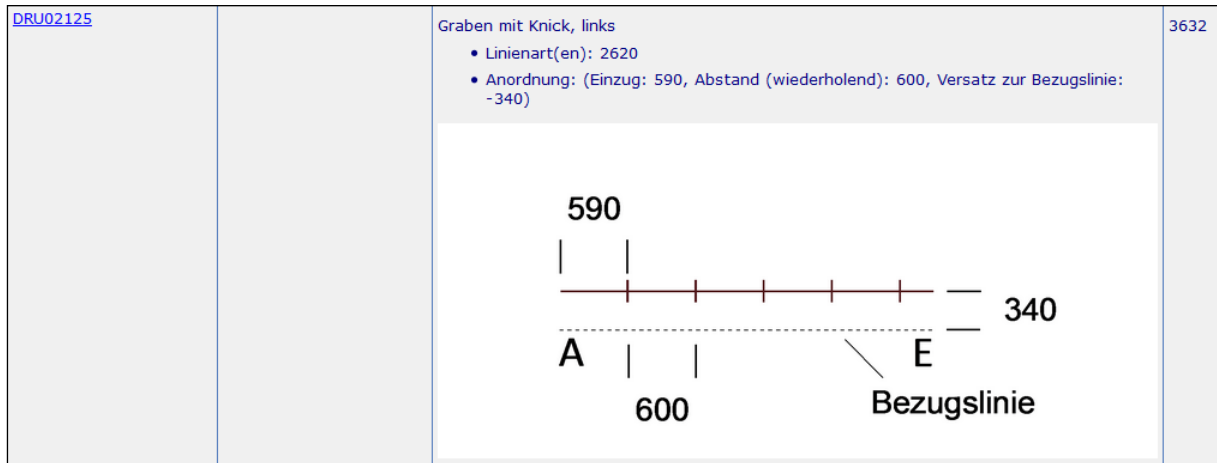 DRU02125
Graben mit Knick, links
3632
• Linienart(en): 2620
• Anordnung: (Einzug: 590, Abstand (wiederholend): 600, Versatz zur Bezugslinie:
-340)
590
340
A
E
600
Bezugslinie